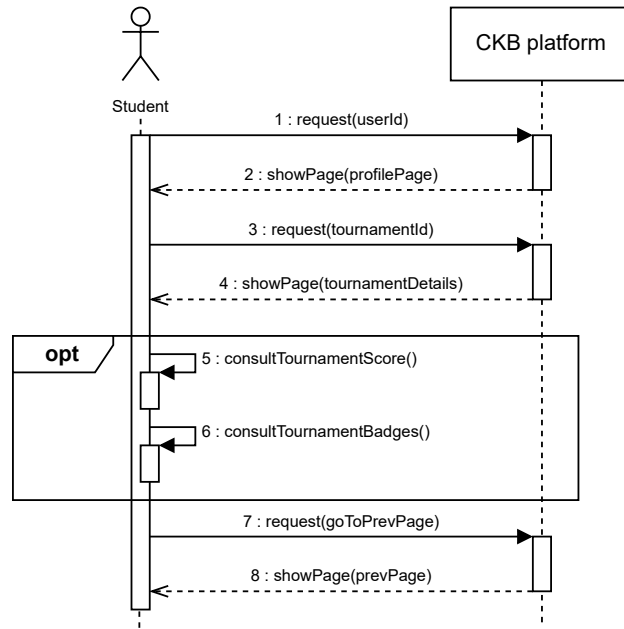 CKB platform
Student
1 : request(userId)
2 : showPage(profilePage)
3 : request(tournamentId)
4 : showPage(tournamentDetails)
opt
5 : consultTournamentScore()
6 : consultTournamentBadges()
7 : request(goToPrevPage)
8 : showPage(prevPage)